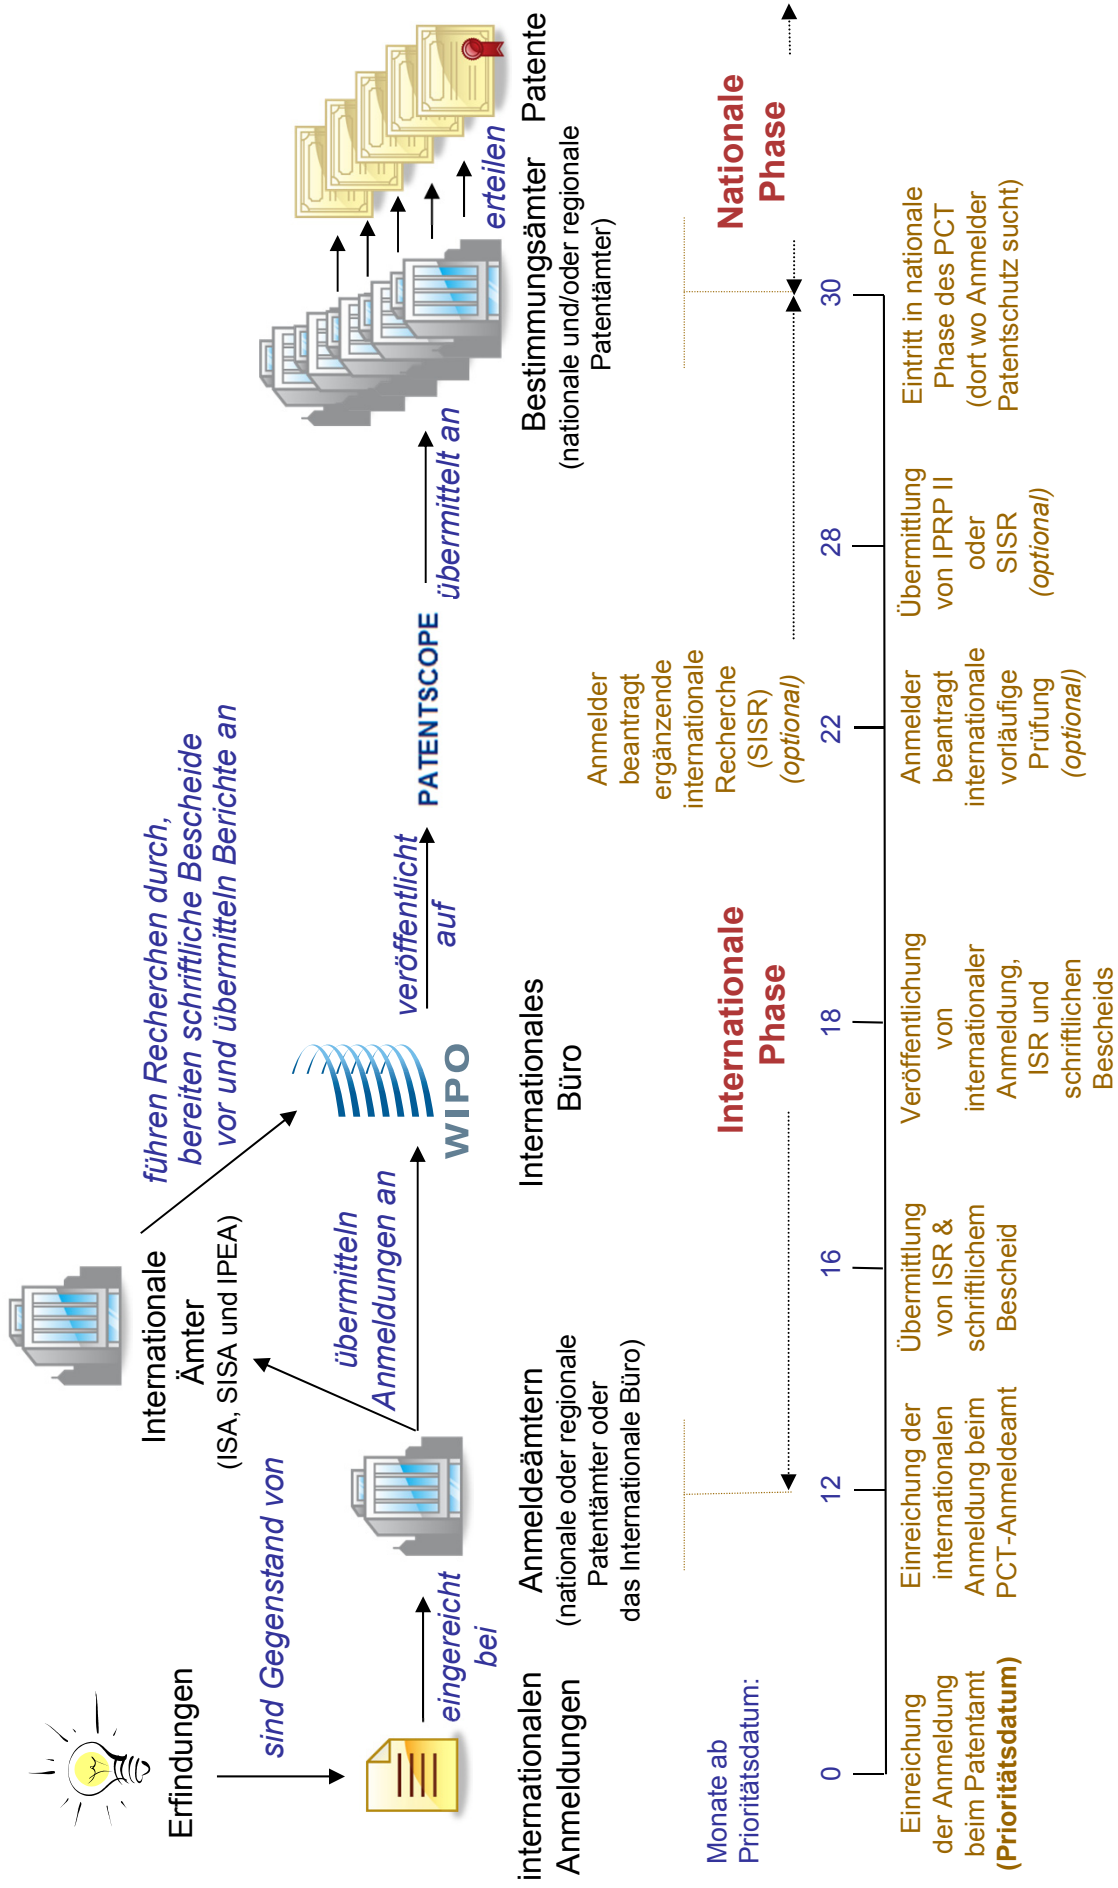 Erfindungen
sind Gegenstand von
internationalen
Anmeldungen
eingereicht
bei
Anmeldeämtern
(nationale oder regionale
Patentämter oder
das Internationale Büro)
übermitteln
Anmeldungen an
Internationale
Ämter
(ISA, SISA und IPEA)
führen Recherchen durch,
bereiten schriftliche Bescheide
vor und übermitteln Berichte an
WIPO
Internationales
Büro
veröffentlicht
auf
PATENTSCOPE
übermittelt an
Bestimmungsämter
(nationale und/oder regionale
Patentämter)
erteilen
Patente
Internationale
Phase
Nationale
Phase
Anmelder
beantragt
ergänzende
internationale
Recherche
(SISR)
(optional)
Monate ab
Prioritätsdatum:
0
12
16
18
22
28
30
Einreichung
der Anmeldung
beim Patentamt
(Prioritätsdatum)
Einreichung der
internationalen
Anmeldung beim
PCT-Anmeldeamt
Übermittlung
von ISR &
schriftlichem
Bescheid
Veröffentlichung
von
internationaler
Anmeldung,
ISR und
schriftlichen
Bescheids
Anmelder
beantragt
internationale
vorläufige
Prüfung
(optional)
Übermittlung
von IPRP II
oder
SISR
(optional)
Eintritt in nationale
Phase des PCT
(dort wo Anmelder
Patentschutz sucht)